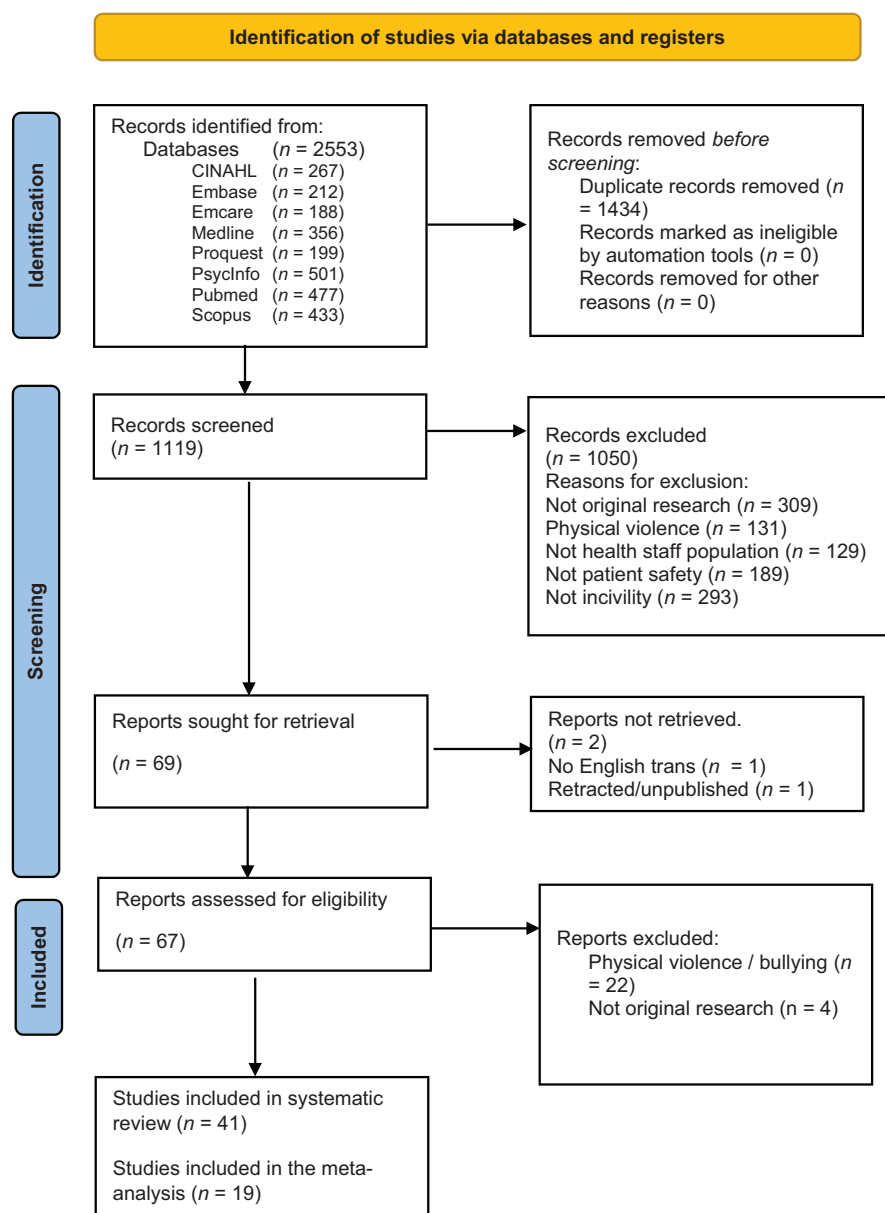 Identification of studies via databases and registers
Identification
Records identified from:
Databases (n = 2553)
CINAHL (n = 267)
Embase (n = 212)
Emcare (n = 188)
Medline (n = 356)
Proquest (n = 199)
PsycInfo (n = 501)
Pubmed (n = 477)
Scopus (n = 433)
Records removed before
screening:
Duplicate records removed (n
= 1434)
Records marked as ineligible
by automation tools (n = 0)
Records removed for other
reasons (n = 0)
Screening
Records screened
(n = 1119)
Records excluded
(n = 1050)
Reasons for exclusion:
Not original research (n = 309)
Physical violence (n = 131)
Not health staff population (n = 129)
Not patient safety (n = 189)
Not incivility (n = 293)
Reports sought for retrieval
(n = 69)
Reports not retrieved.
(n = 2)
No English trans (n = 1)
Retracted/unpublished (n = 1)
Reports assessed for eligibility
(n = 67)
Included
Reports excluded:
Physical violence / bullying (n
= 22)
Not original research (n = 4)
Studies included in systematic
review (n = 41)
Studies included in the meta-
analysis (n = 19)